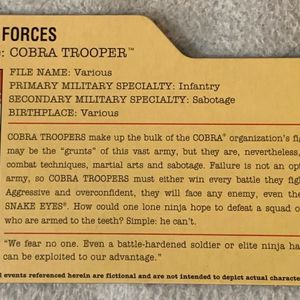 FORCES
: COBRA TROOPER™
FILE NAME: Various
PRIMARY MILITARY SPECIALTY: Infantry
SECONDARY MILITARY SPECIALTY: Sabotage
BIRTHPLACE: Various
COBRA TROOPERS make up the bulk of the COBRA® organization's fig
may be the "grunts" of this vast army, but they are, nevertheless,
combat techniques, martial arts and sabotage. Failure is not an opt
army, so COBRA TROOPERS must either win every battle they fig
Aggressive and overconfident, they will face any enemy, even the
SNAKE EYES®. How could one lone ninja hope to defeat a squad of
who are armed to the teeth? Simple: he can't.
"We fear no one. Even a battle-hardened soldier or elite ninja ha
can be exploited to our advantage."
l events referenced herein are fictional and are not intended to depict actual characte